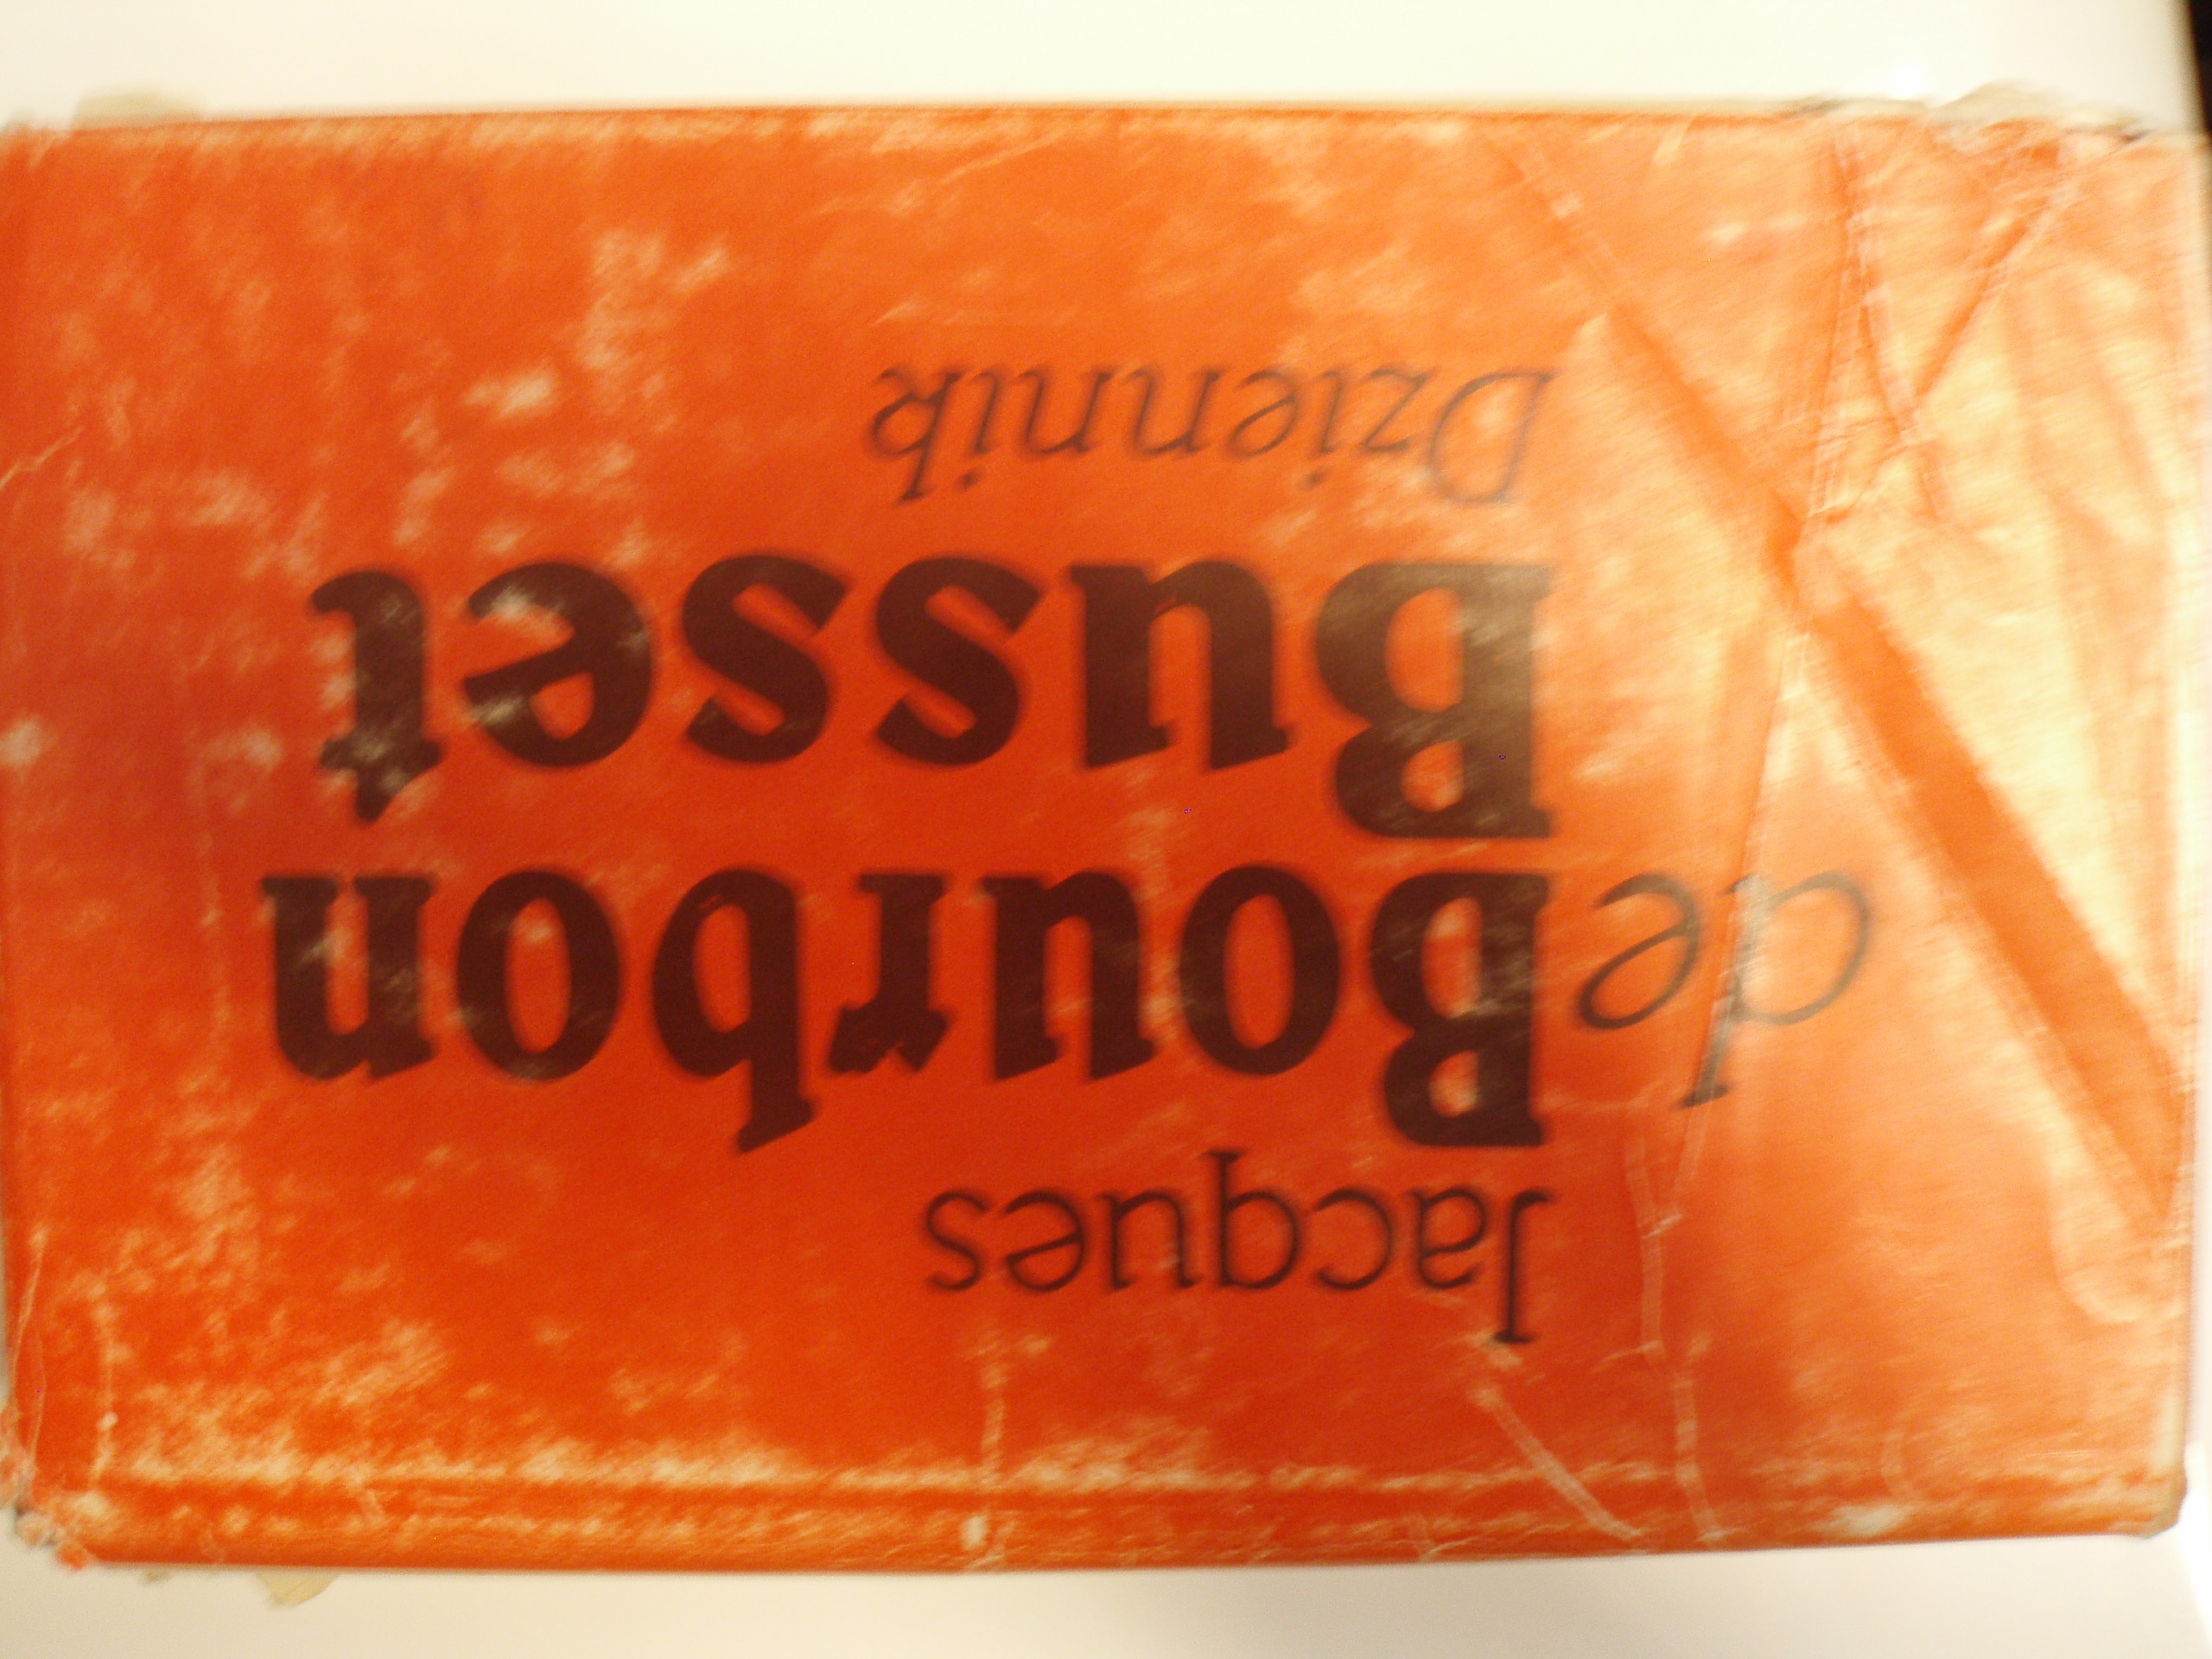 Jacques
de Bourbon
Busset
Dziennik